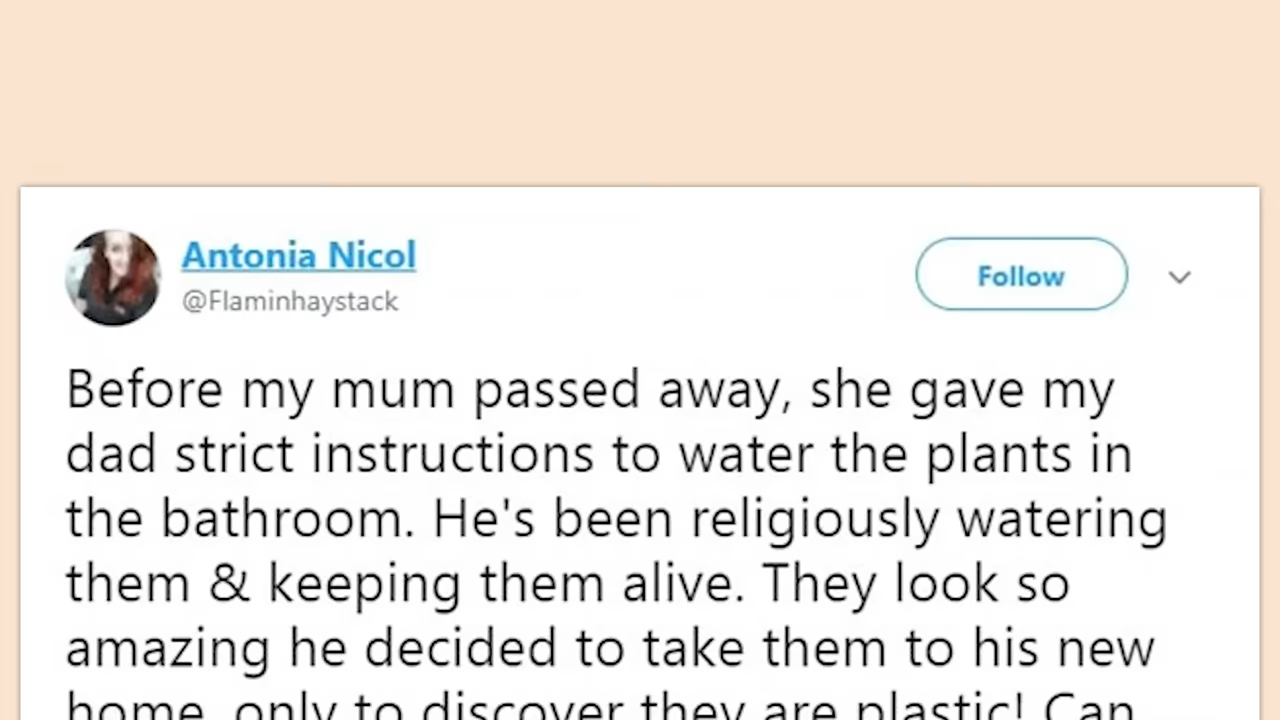 Antonia Nicol
@Flaminhaystack
Follow
Before my mum passed away, she gave my
dad strict instructions to water the plants in
the bathroom. He's been religiously watering
them & keeping them alive. They look so
amazing he decided to take them to his new
home, only to discover they are plastic! Can